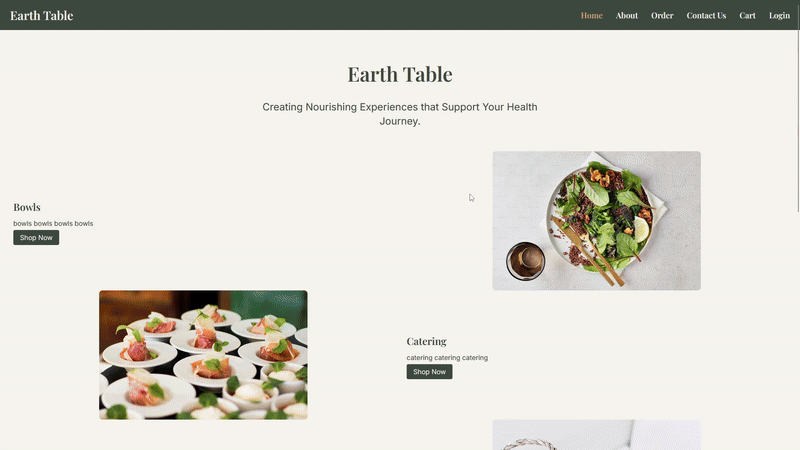 Earth Table
Home About Order Contact Us Cart Login
Earth Table
Creating Nourishing Experiences that Support Your Health
Journey.
Bowls
bowls bowls bowls bowls
Shop Now
Catering
catering catering catering
Shop Now